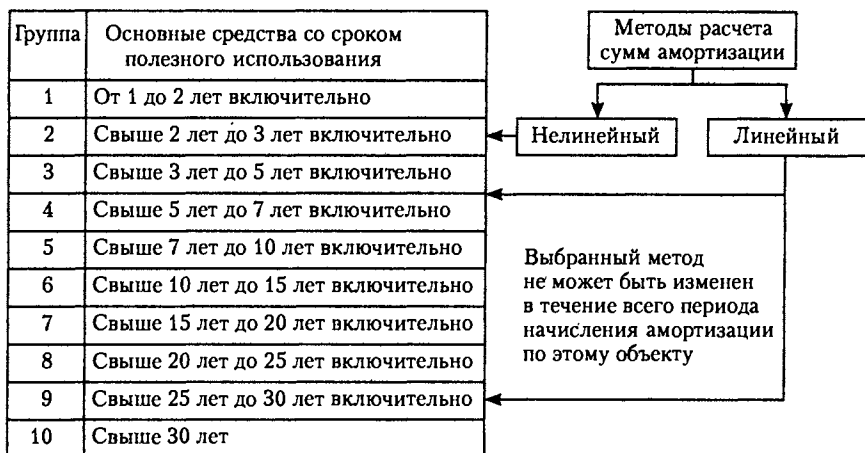 Группа
Основные средства со сроком
полезного использования
1 От 1 до 2 лет включительно
2 Свыше 2 лет до 3 лет включительно
3 Свыше 3 лет до 5 лет включительно
4 Свыше 5 лет до 7 лет включительно
5 Свыше 7 лет до 10 лет включительно
6 Свыше 10 лет до 15 лет включительно
7 Свыше 15 лет до 20 лет включительно
8 Свыше 20 лет до 25 лет включительно
9 Свыше 25 лет до 30 лет включительно
10 Свыше 30 лет
Методы расчета
сумм амортизации
Нелинейный
Линейный
Выбранный метод
не может быть изменен
в течение всего периода
начисления амортизации
по этому объекту